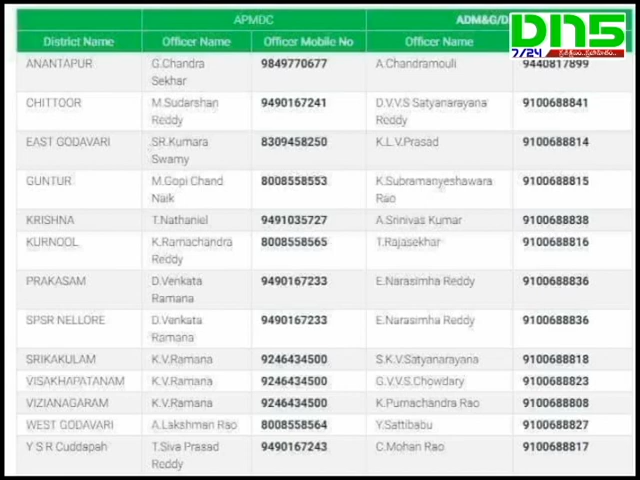 APMDC ADM&G/D
District Name Officer Name Officer Mobile No Officer Name
DNS
7/24
ANANTAPUR G.Chandra 9849770677 A.Chandramouli 9440817899
Sekhar
CHITTOOR M.Sudarshan 9490167241 D.V.V.S Satyanarayana 9100688841
Reddy Reddy
EAST GODAVARI SR.Kumara 8309458250 K.L.V.Prasad 9100688814
Swamy
GUNTUR M.Gopi Chand 8008558553 K.Subramanyeshawara 9100688815
Naik Rao
KRISHNA T.Nathaniel 9491035727 A.Srinivas Kumar 9100688838
KURNOOL K.Ramachandra 8008558565 T.Rajasekhar 9100688816
Reddy
PRAKASAM D.Venkata 9490167233 E.Narasimha Reddy 9100688836
Ramana
SPSR NELLORE D.Venkata 9490167233 E.Narasimha Reddy 9100688836
Ramana
SRIKAKULAM K.V.Ramana 9246434500 S.K.V.Satyanarayana 9100688818
VISAKHAPATANAM K.V.Ramana 9246434500 G.V.V.S.Chowdary 9100688823
VIZIANAGARAM K.V.Ramana 9246434500 K.Purnachandra Rao 9100688808
WEST GODAVARI A.Lakshman Rao 8008558564 Y.Sattibabu 9100688827
Y S R Cuddapah T.Siva Prasad 9490167243 C.Mohan Rao 9100688817
Reddy